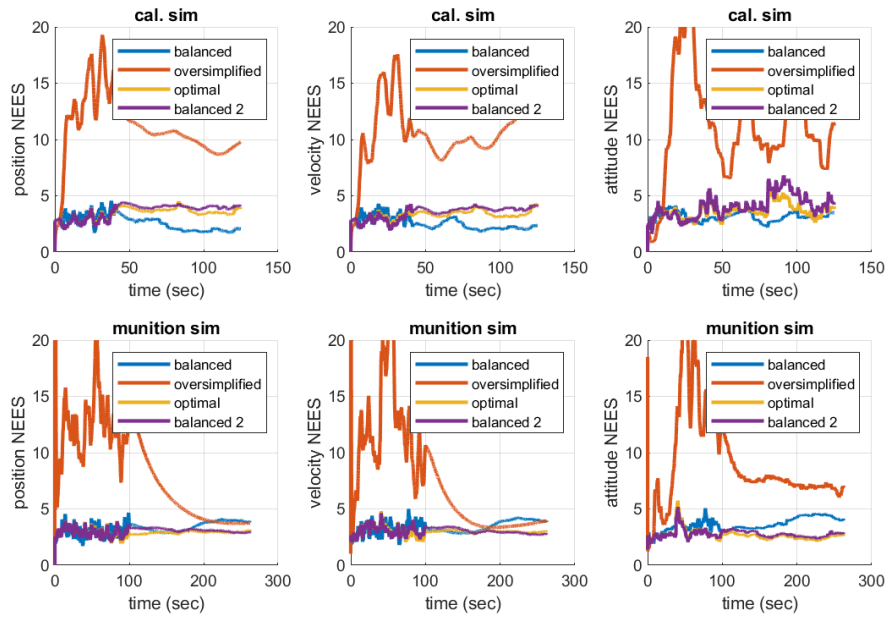 cal. sim
position NEES
20
15
10
5
0
0 50 100 150
time (sec)
balanced
oversimplified
optimal
balanced 2
cal. sim
velocity NEES
20
15
10
5
0
0 50 100 150
time (sec)
balanced
oversimplified
optimal
balanced 2
cal. sim
attitude NEES
20
15
10
5
0
0 50 100 150
time (sec)
balanced
oversimplified
optimal
balanced 2
munition sim
position NEES
20
15
10
5
0
0 100 200 300
time (sec)
balanced
oversimplified
optimal
balanced 2
munition sim
velocity NEES
20
15
10
5
0
0 100 200 300
time (sec)
balanced
oversimplified
optimal
balanced 2
munition sim
attitude NEES
20
15
10
5
0
0 100 200 300
time (sec)
balanced
oversimplified
optimal
balanced 2